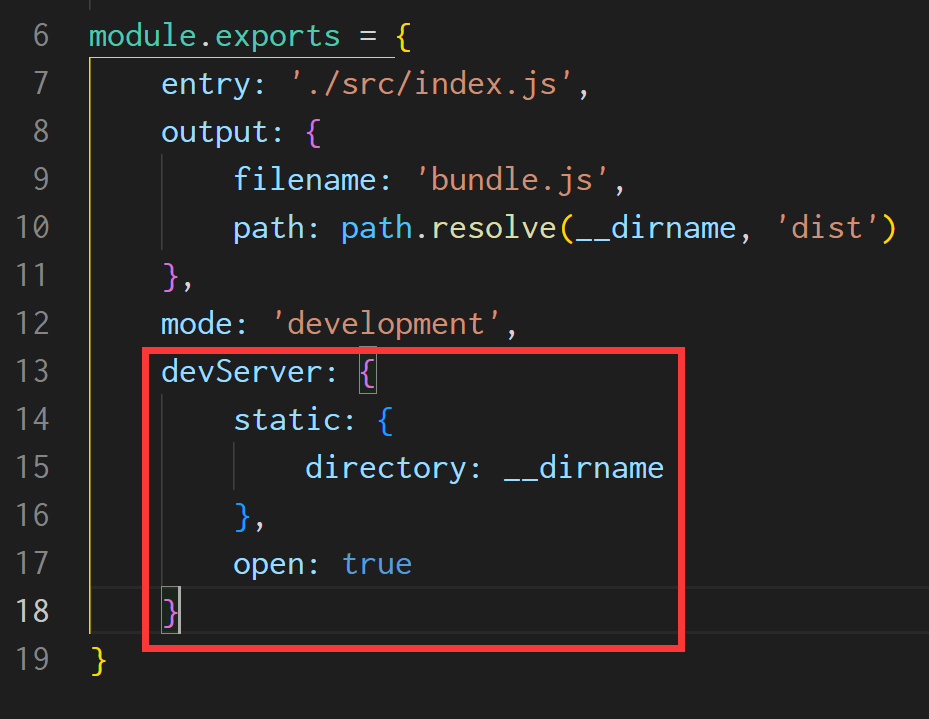 6 module.exports = {
7 entry: './src/index.js',
8 output: {
9 filename: 'bundle.js',
10 path: path.resolve(__dirname, 'dist')
11 },
12 mode: 'development',
13 devServer: {
14 static: {
15 directory: __dirname
16 },
17 open: true
18 }
19 }